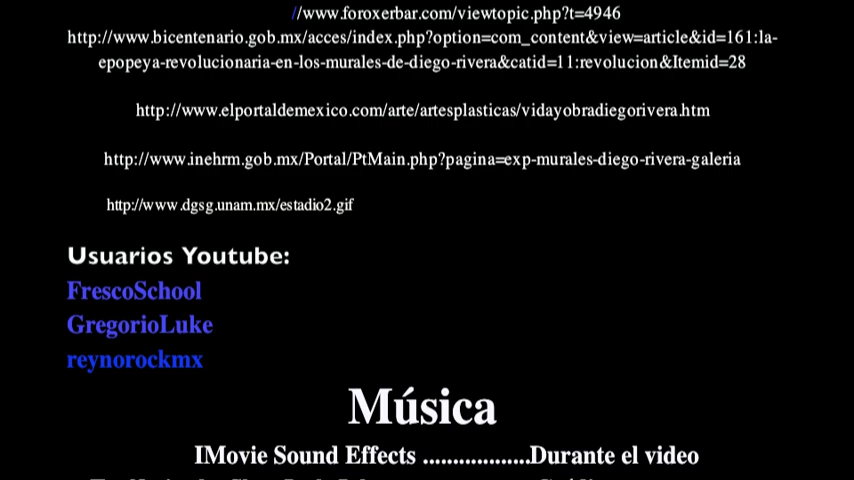 //www.foroxerbar.com/viewtopic.php?t=4946
http://www.bicentenario.gob.mx/acces/index.php?option=com_content&view=article&id=161:la-
epopeya-revolucionaria-en-los-murales-de-diego-rivera&catid=11:revolucion&Itemid=28
http://www.elportaldemexico.com/arte/artesplasticas/vidayobradiegorivera.htm
http://www.inehrm.gob.mx/Portal/PtMain.php?pagina=exp-murales-diego-rivera-galeria
http://www.dgsg.unam.mx/estadio2.gif
Usuarios Youtube:
FrescoSchool
GregorioLuke
reynorockmx
Música
IMovie Sound Effects ..................Durante el video